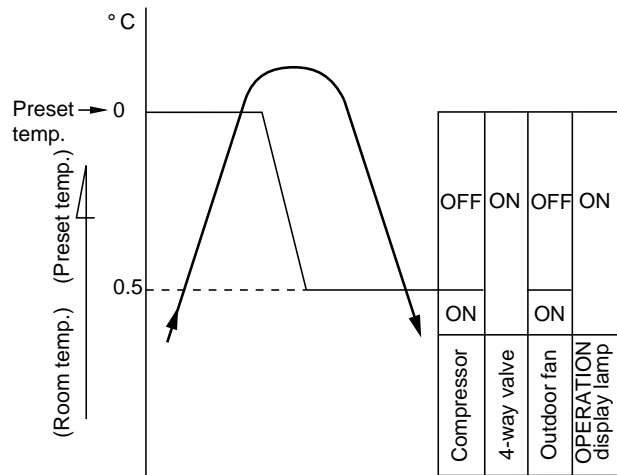 °C
Preset
temp.
0
(Room temp.) (Preset temp.)
0.5
OFF ON OFF ON
ON ON
Compressor
4-way valve
Outdoor fan
OPERATION
display lamp